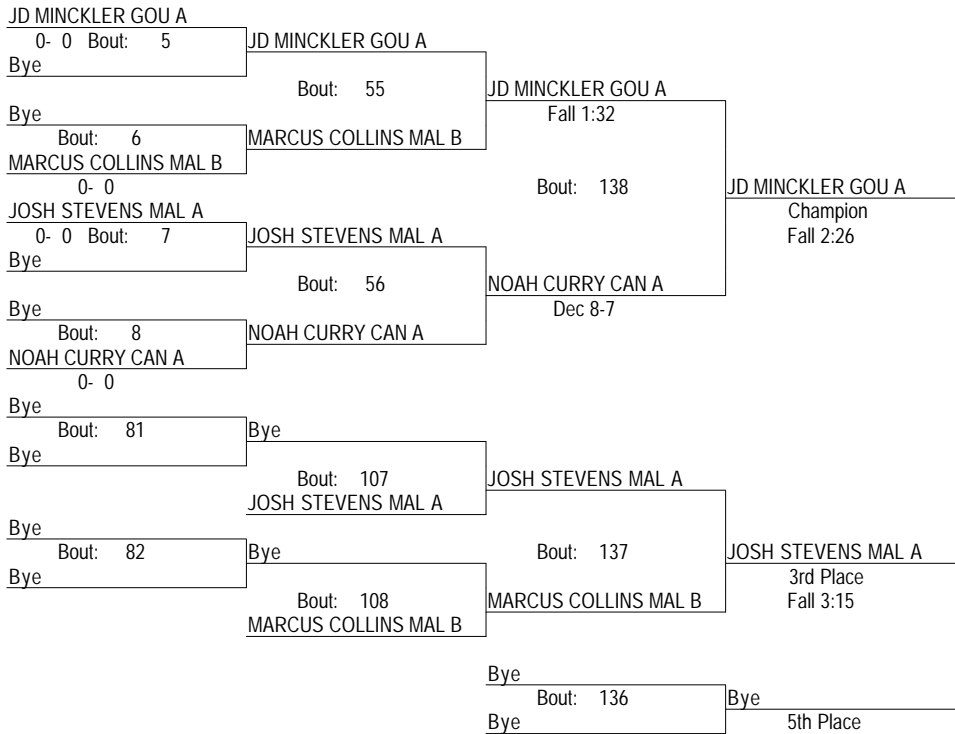 JD MINCKLER GOU A
0- 0 Bout: 5 JD MINCKLER GOU A
Bye
Bout: 55 JD MINCKLER GOU A
Bye Fall 1:32
Bout: 6 MARCUS COLLINS MAL B
MARCUS COLLINS MAL B
0- 0 Bout: 138 JD MINCKLER GOU A
JOSH STEVENS MAL A Champion
0- 0 Bout: 7 JOSH STEVENS MAL A Fall 2:26
Bye
Bout: 56 NOAH CURRY CAN A
Bye Dec 8-7
Bout: 8 NOAH CURRY CAN A
NOAH CURRY CAN A
0- 0
Bye
Bout: 81 Bye
Bye
Bout: 107 JOSH STEVENS MAL A
JOSH STEVENS MAL A
Bye
Bout: 82 Bye Bout: 137 JOSH STEVENS MAL A
Bye 3rd Place
Bout: 108 MARCUS COLLINS MAL B Fall 3:15
MARCUS COLLINS MAL B
Bye
Bout: 136 Bye
Bye 5th Place